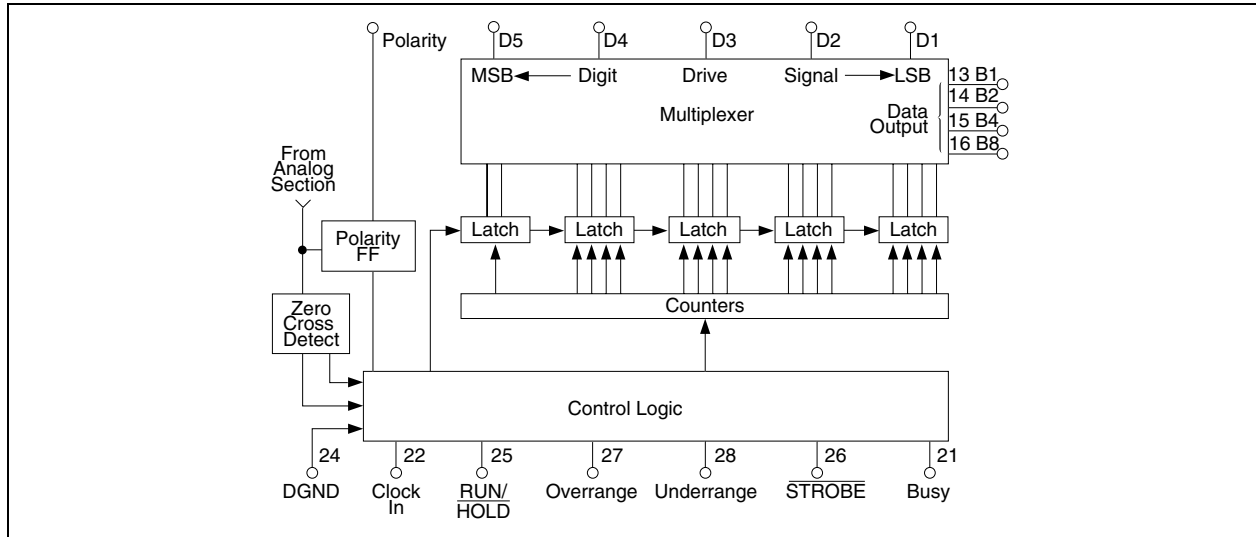 Polarity
D5
D4
D3
D2
D1
MSB
Digit
Drive
Signal
LSB
Multiplexer
Data
Output
13 B1
14 B2
15 B4
16 B8
From
Analog
Section
Polarity
FF
Latch
Latch
Latch
Latch
Latch
Zero
Cross
Detect
Counters
Control Logic
24
22
25
27
28
26
21
DGND
Clock
In
RUN/
HOLD
Overrange
Underrange
STROBE
Busy